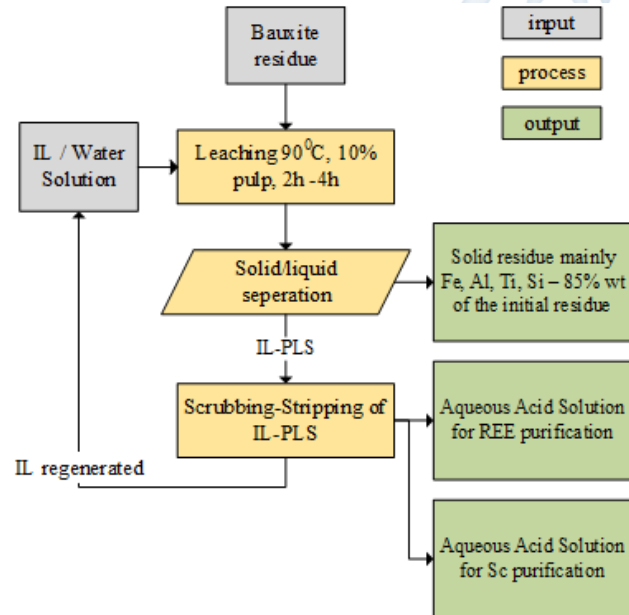 Bauxite
residue
input
process
output
IL / Water
Solution
Leaching 90⁰C, 10%
pulp, 2h -4h
Solid/liquid
seperation
Solid residue mainly
Fe, Al, Ti, Si – 85% wt
of the initial residue
IL-PLS
Scrubbing-Stripping of
IL-PLS
Aqueous Acid Solution
for REE purification
IL regenerated
Aqueous Acid Solution
for Sc purification